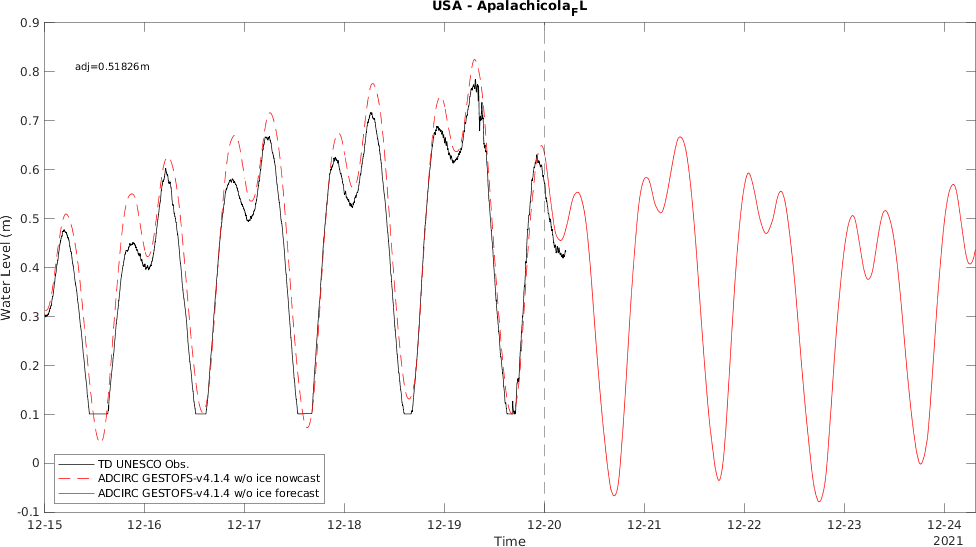 USA - Apalachicola_FL
0.9
0.8
0.7
0.6
0.5
0.4
0.3
0.2
0.1
0
-0.1
Water Level (m)
adj=0.51826m
TD UNESCO Obs.
ADCIRC GESTOFS-v4.1.4 w/o ice nowcast
ADCIRC GESTOFS-v4.1.4 w/o ice forecast
12-15 12-16 12-17 12-18 12-19 12-20 12-21 12-22 12-23 12-24
Time
2021